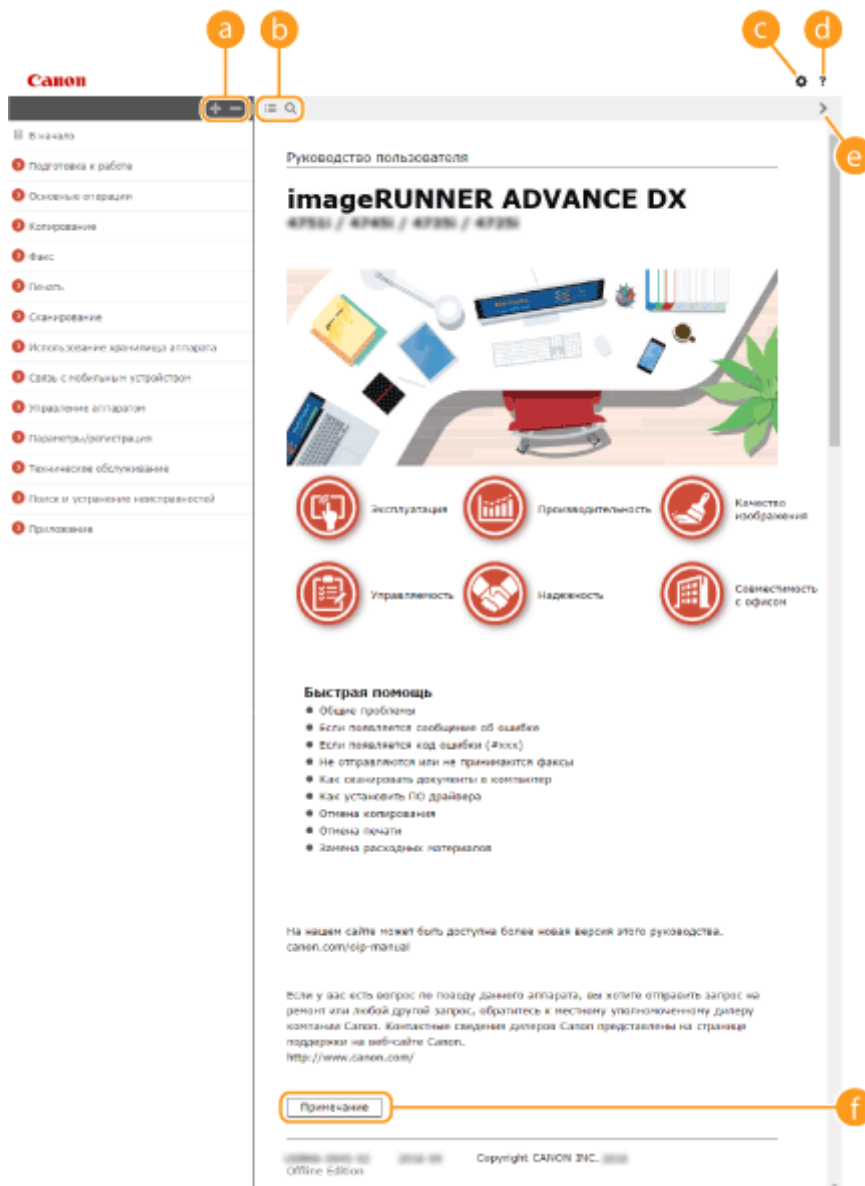 a b c d
Canon
?
e
В начало
Подготовка к работе
Основные операции
Копирование
Факс
Печать
Сканирование
Использование хранилища аппарата
Связь с мобильным устройством
Управление аппаратом
Параметры/регистрация
Техническое обслуживание
Поиск и устранение неисправностей
Приложение
Руководство пользователя
imageRUNNER ADVANCE DX
4751i / 4745i / 4735i / 4725i
Эксплуатация
Производительность
Качество
изображения
Управляемость
Надежность
Совместимость
с офисом
Быстрая помощь
Общие проблемы
Если появляется сообщение об ошибке
Если появляется код ошибки (#xxx)
Не отправляются или не принимаются факсы
Как сканировать документы в компьютер
Как установить ПО драйвера
Отмена копирования
Отмена печати
Замена расходных материалов
На нашем сайте может быть доступна более новая версия этого руководства.
canon.com/oip-manual
Если у вас есть вопрос по поводу данного аппарата, вы хотите отправить запрос на
ремонт или любой другой запрос, обратитесь к местному уполномоченному дилеру
компании Canon. Контактные сведения дилеров Canon представлены на странице
поддержки на веб-сайте Canon.
http://www.canon.com/
Примечание
f
Copyright CANON INC.
Offline Edition